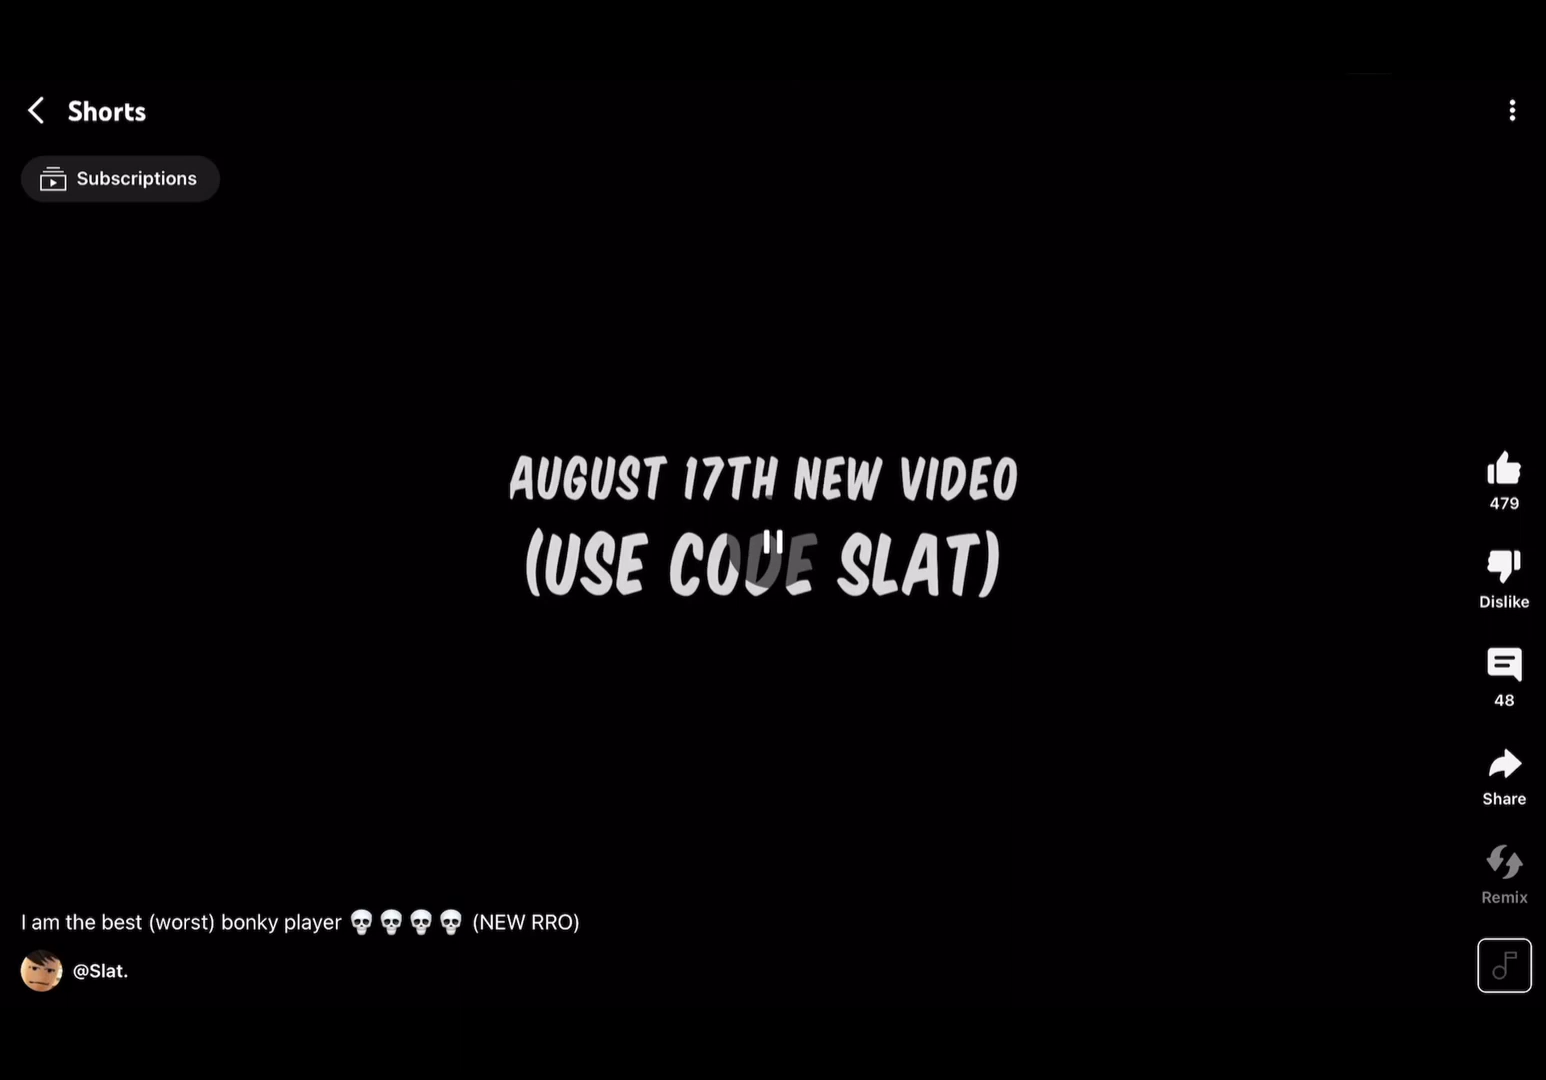 Shorts
Subscriptions
AUGUST 17TH NEW VIDEO
(USE CODE SLAT)
479
Dislike
48
Share
Remix
I am the best (worst) bonky player 💀💀💀💀 (NEW RRO)
@Slat.